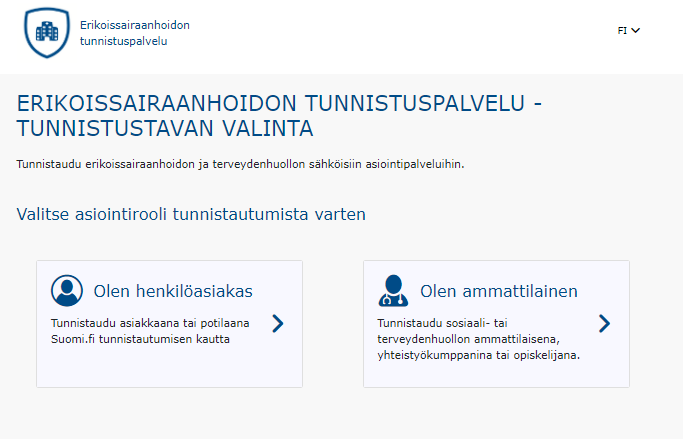 Erikoissairaanhoidon
tunnistuspalvelu
FI
ERIKOISSAIRAANHOIDON TUNNISTUSPALVELU -
TUNNISTUSTAVAN VALINTA
Tunnistaudu erikoissairaanhoidon ja terveydenhuollon sähköisiin asiointipalveluihin.
Valitse asiointirooli tunnistautumista varten
Olen henkilöasiakas
Tunnistaudu asiakkaana tai potilaana
Suomi.fi tunnistautumisen kautta
Olen ammattilainen
Tunnistaudu sosiaali- tai
terveydenhuollon ammattilaisena,
yhteistyökumppanina tai opiskelijana.